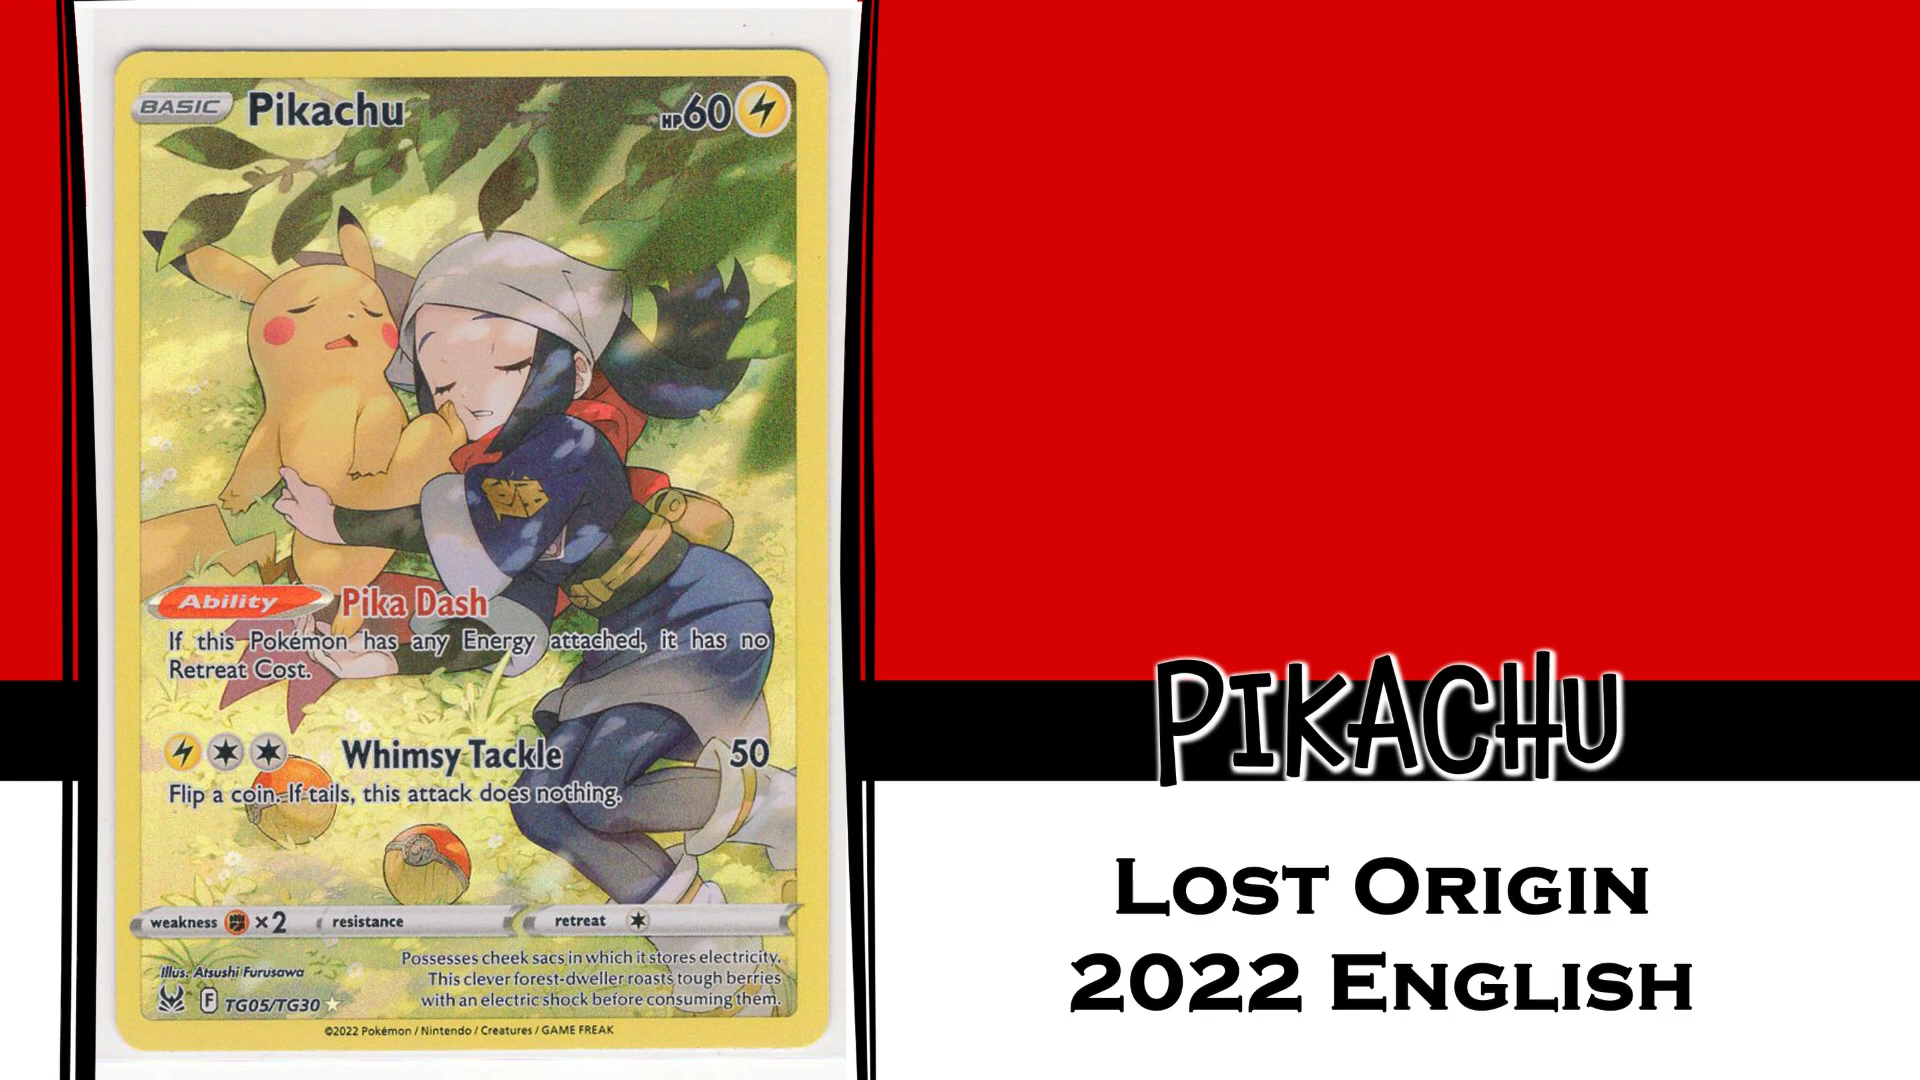 BASIC Pikachu HP60
Ability Pika Dash
If this Pokémon has any Energy attached, it has no
Retreat Cost.
Whimsy Tackle 50
Flip a coin. If tails, this attack does nothing.
weakness ×2 resistance retreat
Illus. Atsushi Furusawa
F TG05/TG30
Possesses cheek sacs in which it stores electricity.
This clever forest-dweller roasts tough berries
with an electric shock before consuming them.
©2022 Pokémon / Nintendo / Creatures / GAME FREAK
PIKACHU
LOST ORIGIN
2022 ENGLISH